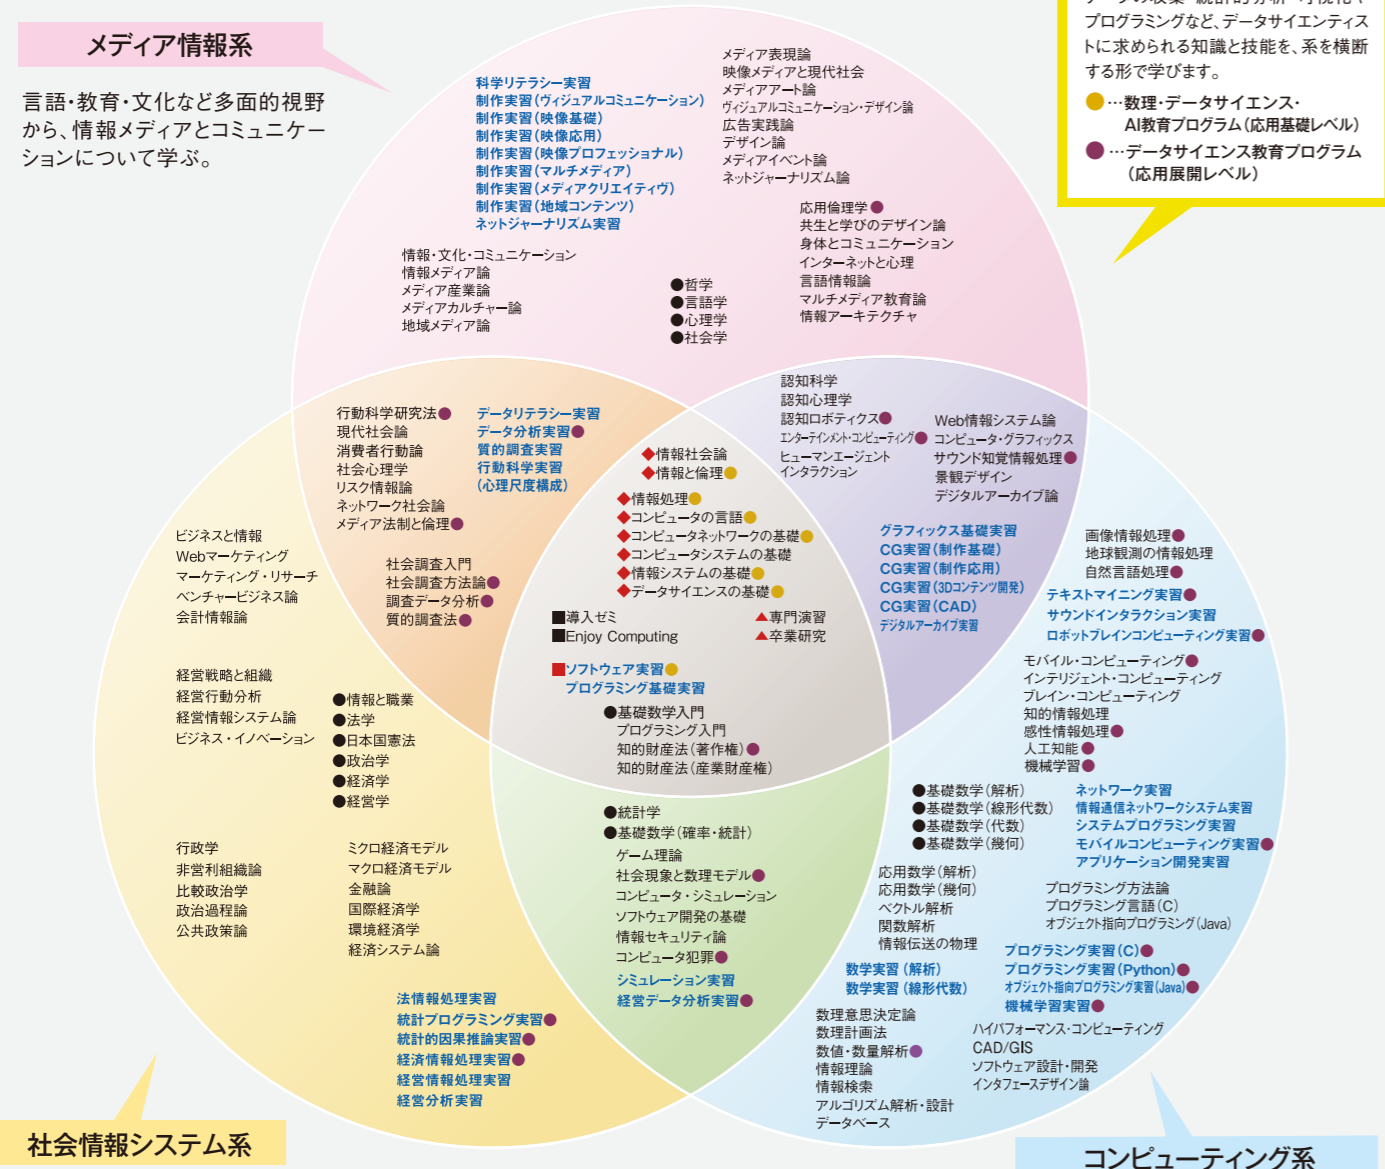 メディア情報系
言語・教育・文化など多面的視野
から、情報メディアとコミュニケー
ションについて学ぶ。
プログラミングなど、データサイエンティス
トに求められる知識と技能を、系を横断
する形で学びます。
●…数理・データサイエンス・
AI教育プログラム(応用基礎レベル)
●…データサイエンス教育プログラム
(応用展開レベル)
科学リテラシー実習
制作実習(ヴィジュアルコミュニケーション)
制作実習(映像基礎)
制作実習(映像応用)
制作実習(映像プロフェッショナル)
制作実習(マルチメディア)
制作実習(メディアクリエイティヴ)
制作実習(地域コンテンツ)
ネットジャーナリズム実習
メディア表現論
映像メディアと現代社会
メディアアート論
ヴィジュアルコミュニケーション・デザイン論
広告実践論
デザイン論
メディアイベント論
ネットジャーナリズム論
応用倫理学●
共生と学びのデザイン論
身体とコミュニケーション
インターネットと心理
言語情報論
マルチメディア教育論
情報アーキテクチャ
情報・文化・コミュニケーション
情報メディア論
メディア産業論
メディアカルチャー論
地域メディア論
●哲学
●言語学
●心理学
●社会学
行動科学研究法●
現代社会論
消費者行動論
社会心理学
リスク情報論
ネットワーク社会論
メディア法制と倫理●
データリテラシー実習
データ分析実習●
質的調査実習
行動科学実習
(心理尺度構成)
社会調査入門
社会調査方法論●
調査データ分析●
質的調査法●
認知科学
認知心理学
認知ロボティクス●
エンターテインメント・コンピューティング●
ヒューマンエージェント
インタラクション
Web情報システム論
コンピュータ・グラフィックス
サウンド知覚情報処理●
景観デザイン
デジタルアーカイブ論
グラフィックス基礎実習
CG実習(制作基礎)
CG実習(制作応用)
CG実習(3Dコンテンツ開発)
CG実習(CAD)
デジタルアーカイブ実習
◆情報社会論
◆情報と倫理●
◆情報処理●
◆コンピュータの言語●
◆コンピュータネットワークの基礎●
◆コンピュータシステムの基礎
◆情報システムの基礎●
◆データサイエンスの基礎●
■導入ゼミ
■Enjoy Computing
▲専門演習
▲卒業研究
■ソフトウェア実習●
プログラミング基礎実習
●基礎数学入門
プログラミング入門
知的財産法(著作権)●
知的財産法(産業財産権)
ビジネスと情報
Webマーケティング
マーケティング・リサーチ
ベンチャービジネス論
会計情報論
経営戦略と組織
経営行動分析
経営情報システム論
ビジネス・イノベーション
●情報と職業
●法学
●日本国憲法
●政治学
●経済学
●経営学
行政学
非営利組織論
比較政治学
政治過程論
公共政策論
ミクロ経済モデル
マクロ経済モデル
金融論
国際経済学
環境経済学
経済システム論
法情報処理実習
統計プログラミング実習●
統計的因果推論実習●
経済情報処理実習●
経営情報処理実習
経営分析実習
●統計学
●基礎数学(確率・統計)
ゲーム理論
社会現象と数理モデル●
コンピュータ・シミュレーション
ソフトウェア開発の基礎
情報セキュリティ論
コンピュータ犯罪●
シミュレーション実習
経営データ分析実習●
画像情報処理●
地球観測の情報処理
自然言語処理●
テキストマイニング実習●
サウンドインタラクション実習
ロボットブレインコンピューティング実習●
モバイル・コンピューティング●
インテリジェント・コンピューティング
ブレイン・コンピューティング
知的情報処理
感性情報処理●
人工知能●
機械学習●
●基礎数学(解析)
●基礎数学(線形代数)
●基礎数学(代数)
●基礎数学(幾何)
ネットワーク実習
情報通信ネットワークシステム実習
システムプログラミング実習
モバイルコンピューティング実習●
アプリケーション開発実習
応用数学(解析)
応用数学(幾何)
ベクトル解析
関数解析
情報伝送の物理
プログラミング方法論
プログラミング言語(C)
オブジェクト指向プログラミング(Java)
数学実習(解析)
数学実習(線形代数)
プログラミング実習(C)●
プログラミング実習(Python)●
オブジェクト指向プログラミング実習(Java)●
機械学習実習●
数理意思決定論
数理計画法
数値・数量解析●
情報理論
情報検索
アルゴリズム解析・設計
データベース
ハイパフォーマンス・コンピューティング
CAD/GIS
ソフトウェア設計・開発
インタフェースデザイン論
社会情報システム系
コンピューティング系